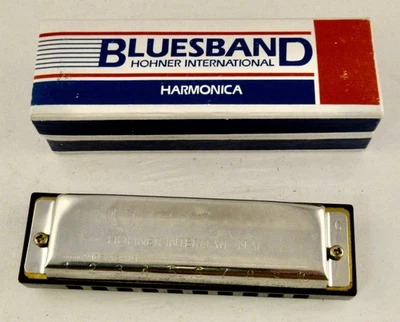 BLUESBAND
HOHNER INTERNATIONAL
HARMONICA
C
HOHNER INTERNATIONAL